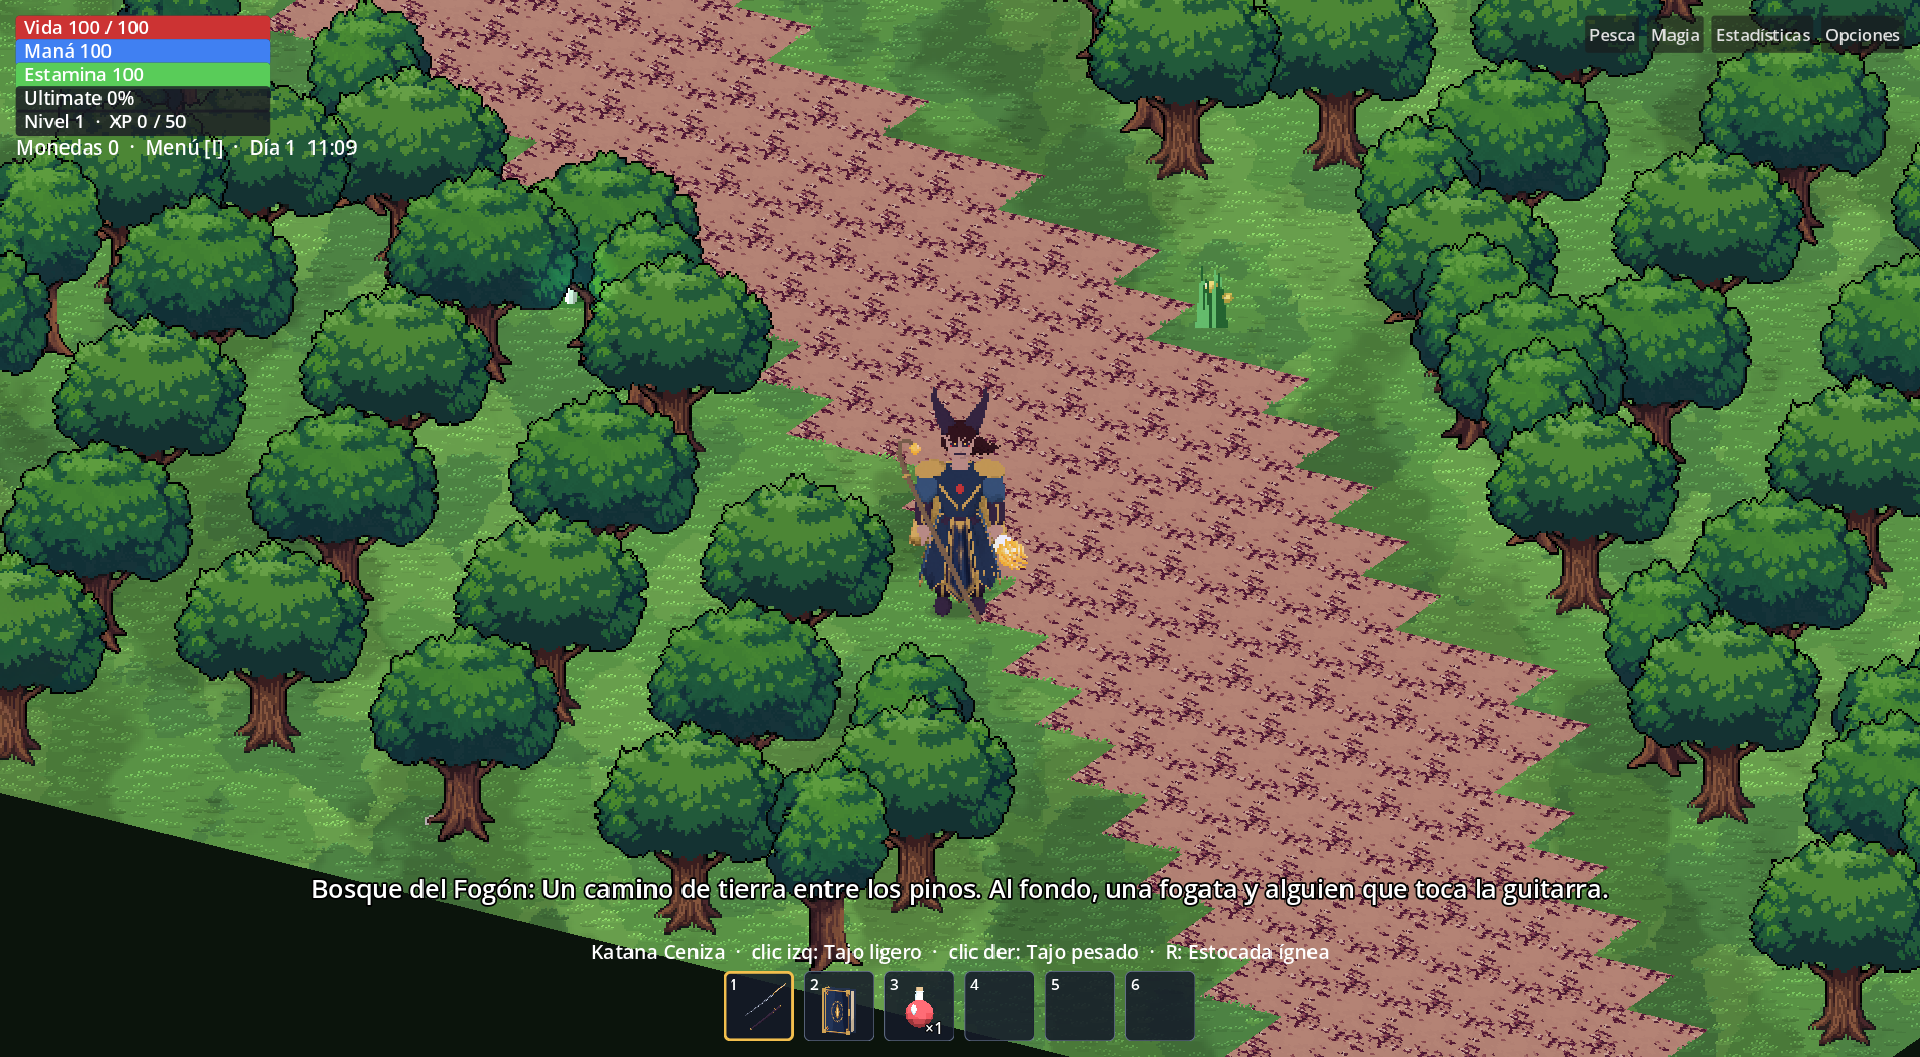 Vida 100 / 100
Maná 100
Estamina 100
Ultimate 0%
Nivel 1 · XP 0 / 50
Monedas 0 · Menú [I] · Día 1 11:09
Pesca Magia Estadísticas Opciones
Bosque del Fogón: Un camino de tierra entre los pinos. Al fondo, una fogata y alguien que toca la guitarra.
Katana Ceniza · clic izq: Tajo ligero · clic der: Tajo pesado · R: Estocada ígnea
1 2 3 4 5 6
×1